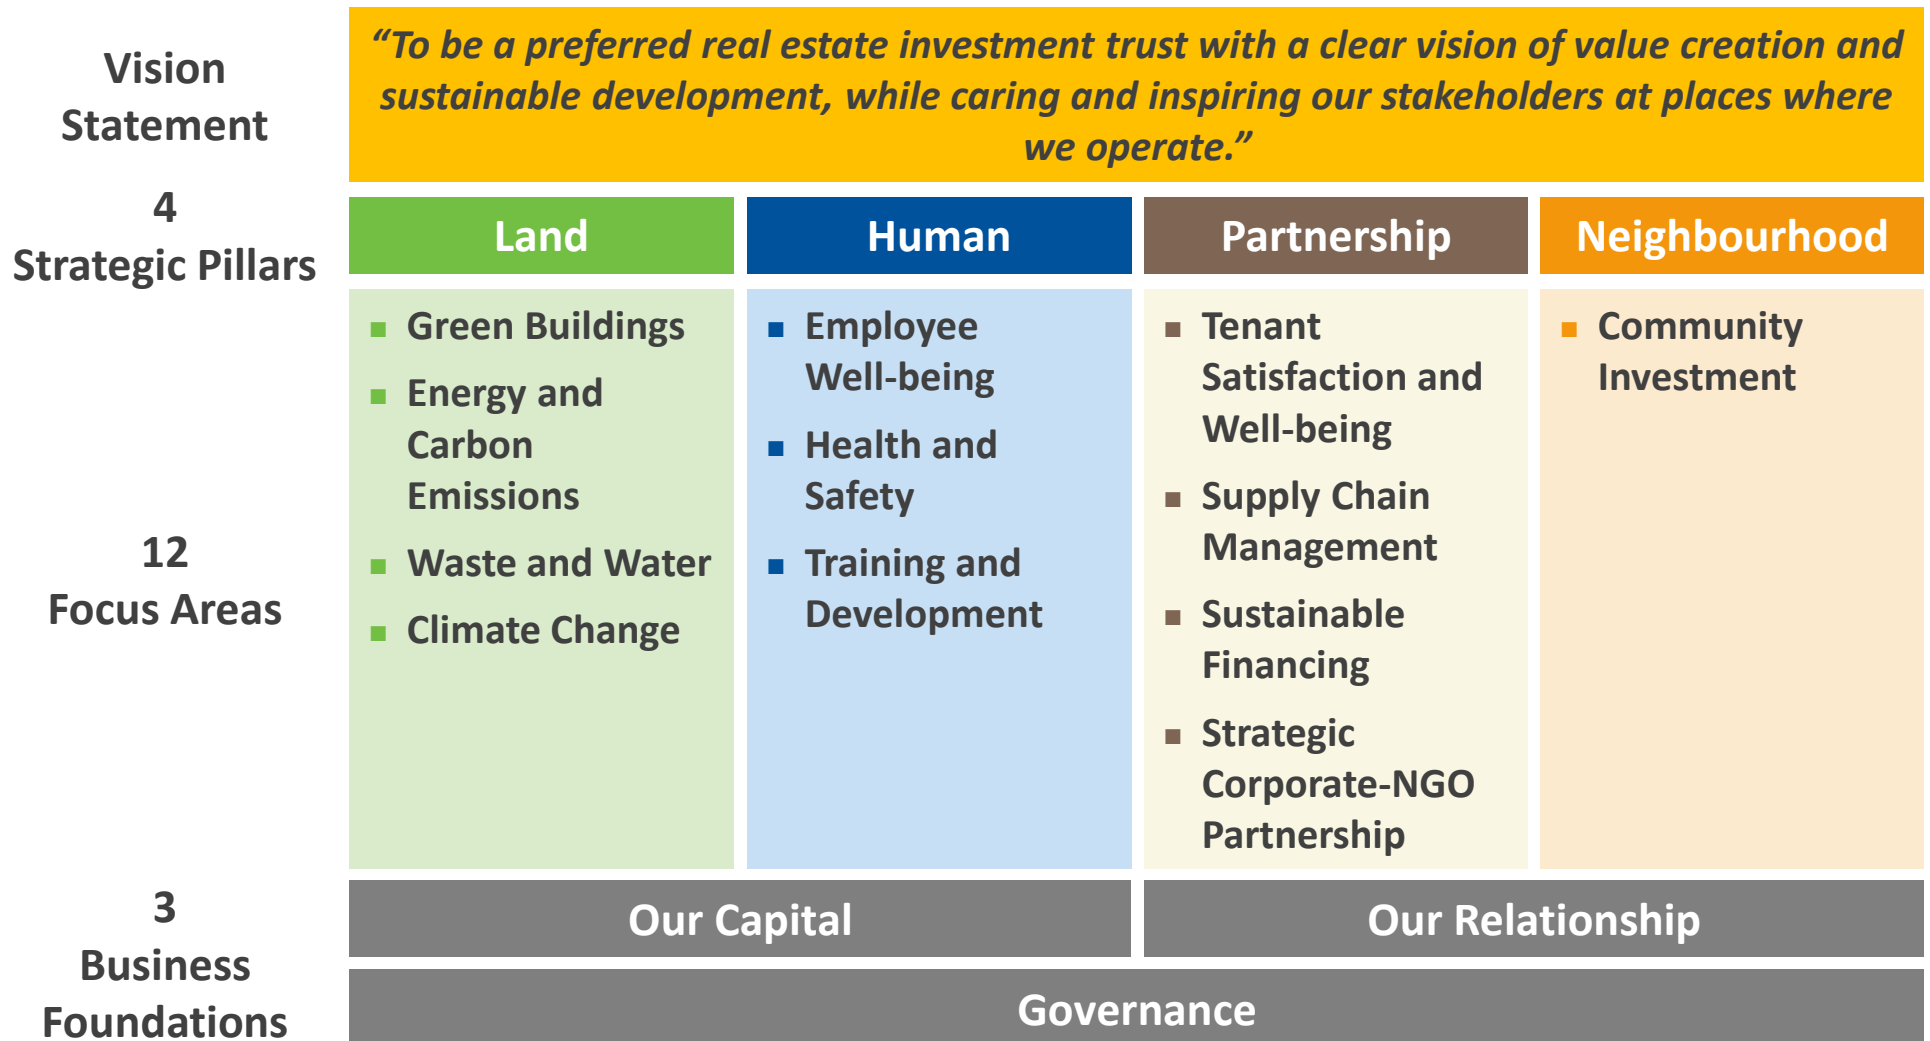 Vision
Statement
“To be a preferred real estate investment trust with a clear vision of value creation and
sustainable development, while caring and inspiring our stakeholders at places where
we operate.”
4
Strategic Pillars
Land
Human
Partnership
Neighbourhood
12
Focus Areas
■ Green Buildings
■ Energy and
Carbon
Emissions
■ Waste and Water
■ Climate Change
■ Employee
Well-being
■ Health and
Safety
■ Training and
Development
■ Tenant
Satisfaction and
Well-being
■ Supply Chain
Management
■ Sustainable
Financing
■ Strategic
Corporate-NGO
Partnership
■ Community
Investment
3
Business
Foundations
Our Capital
Our Relationship
Governance